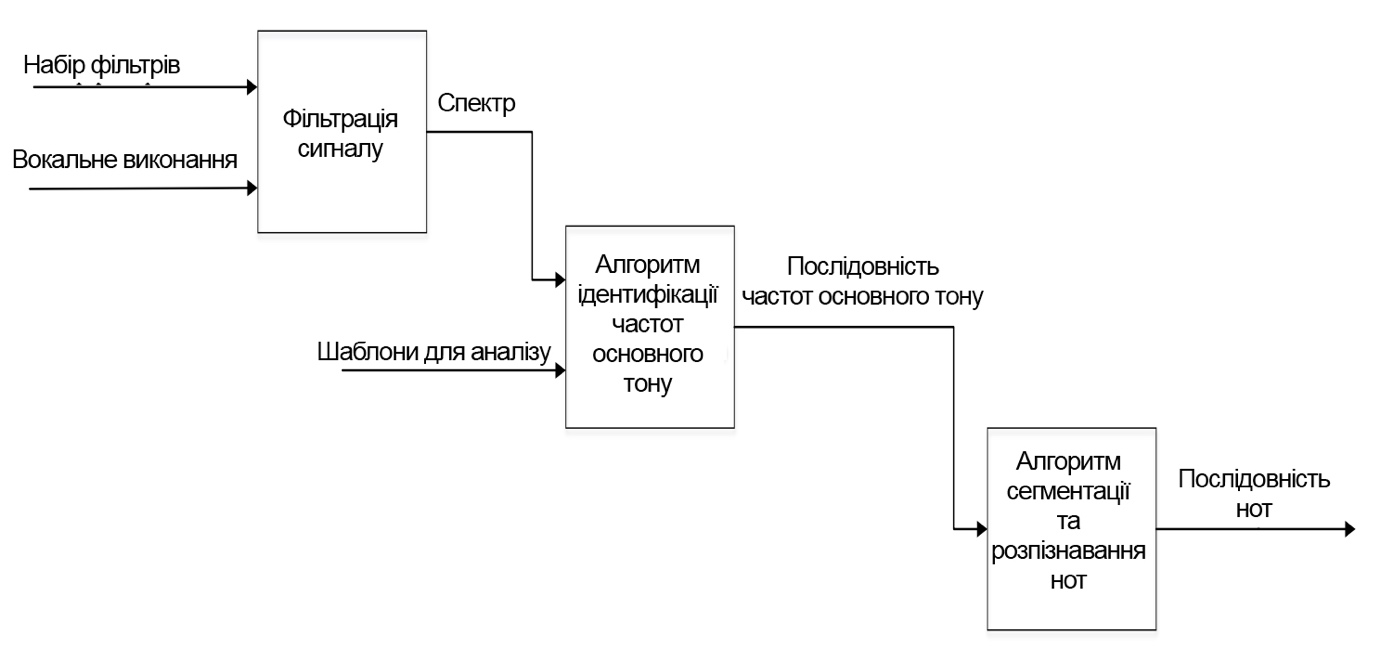 Набір фільтрів
Вокальне виконання
Фільтрація
сигналу
Спектр
Шаблони для аналізу
Алгоритм
ідентифікації
частот
основного
тону
Послідовність
частот основного тону
Алгоритм
сегментації
та
розпізнавання
нот
Послідовність
нот